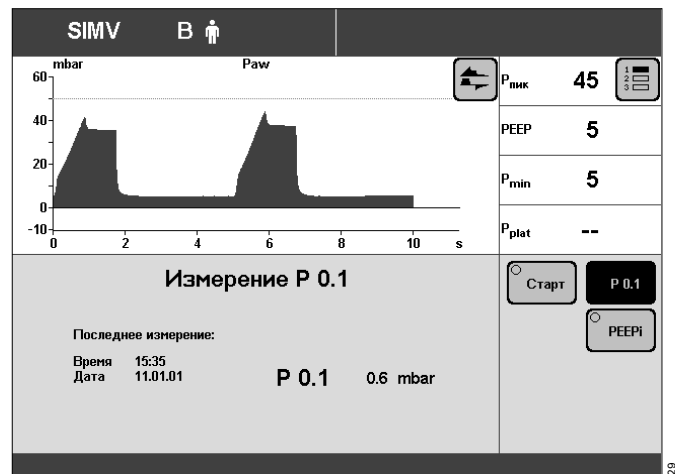 SIMV B
mbar Paw
60
40
20
0
-10
0 2 4 6 8 10 s
Pпик 45
1
2
3
PEEP 5
Pmin 5
Pplat --
Измерение P 0.1
Последнее измерение:
Время 15:35
Дата 11.01.01
P 0.1 0.6 mbar
Старт
P 0.1
PEEPi
29